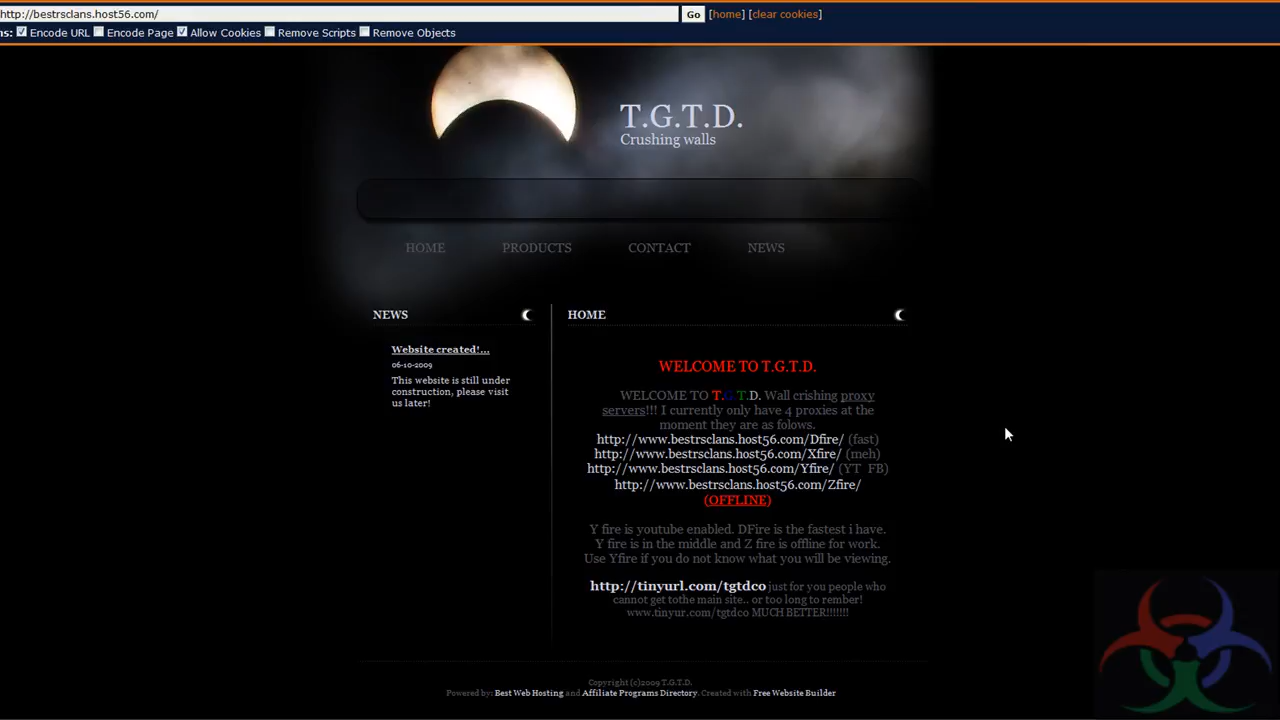 http://bestrsclans.host56.com/ Go [home] [clear cookies]
ns: Encode URL Encode Page Allow Cookies Remove Scripts Remove Objects
T.G.T.D.
Crushing walls
HOME PRODUCTS CONTACT NEWS
NEWS
Website created!...
06-10-2009
This website is still under
construction, please visit
us later!
HOME
WELCOME TO T.G.T.D.
WELCOME TO T.G.T.D. Wall crishing proxy
servers!!! I currently only have 4 proxies at the
moment they are as folows.
http://www.bestrsclans.host56.com/Dfire/ (fast)
http://www.bestrsclans.host56.com/Xfire/ (meh)
http://www.bestrsclans.host56.com/Yfire/ (YT FB)
http://www.bestrsclans.host56.com/Zfire/
(OFFLINE)
Y fire is youtube enabled. DFire is the fastest i have.
Y fire is in the middle and Z fire is offline for work.
Use Yfire if you do not know what you will be viewing.
http://tinyurl.com/tgtdco just for you people who
cannot get tothe main site.. or too long to rember!
www.tinyur.com/tgtdco MUCH BETTER!!!!!!!
Copyright (c)2009 T.G.T.D.
Powered by: Best Web Hosting and Affiliate Programs Directory. Created with Free Website Builder